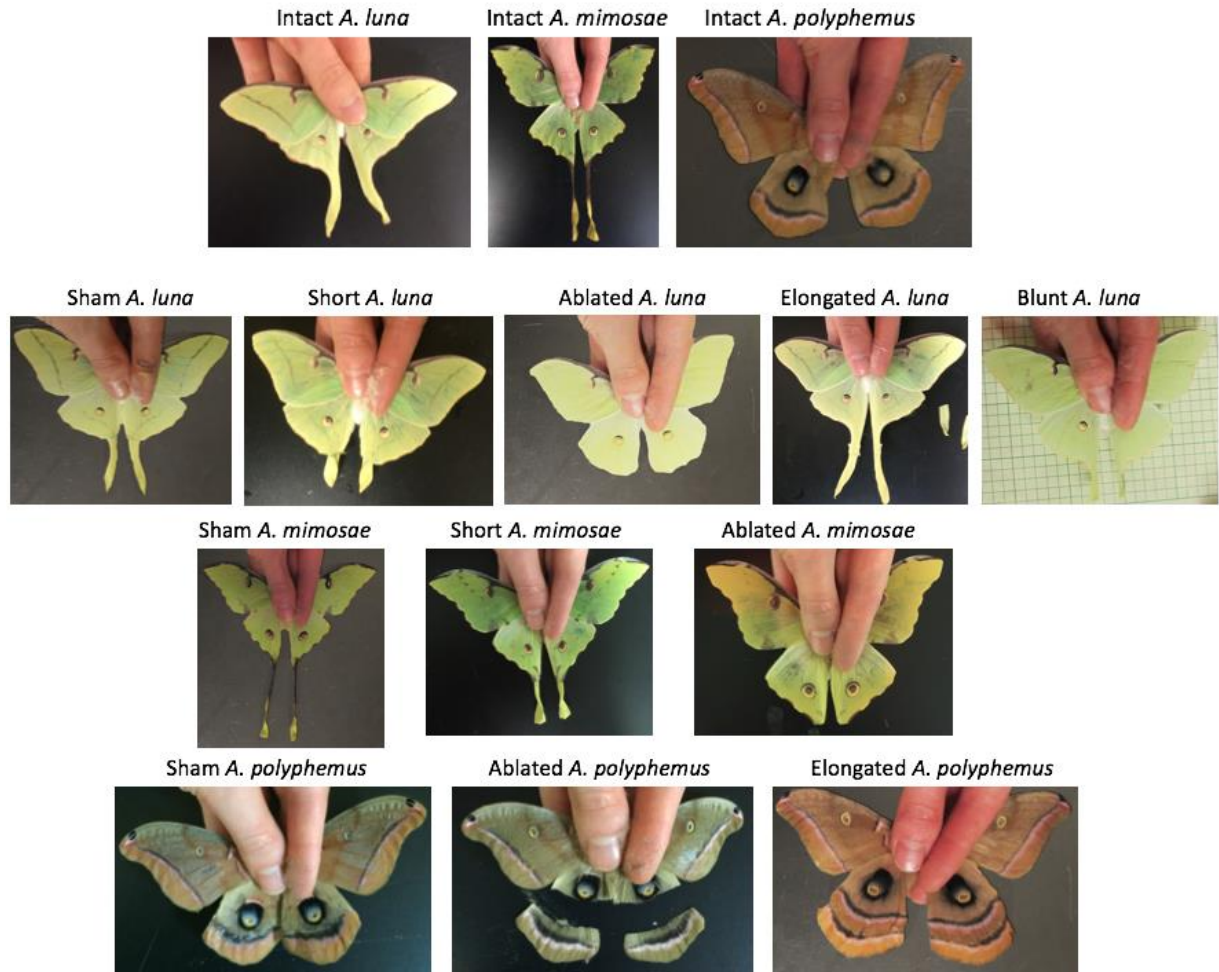 Intact A. luna
Intact A. mimosae
Intact A. polyphemus
Sham A. luna
Short A. luna
Ablated A. luna
Elongated A. luna
Blunt A. luna
Sham A. mimosae
Short A. mimosae
Ablated A. mimosae
Sham A. polyphemus
Ablated A. polyphemus
Elongated A. polyphemus